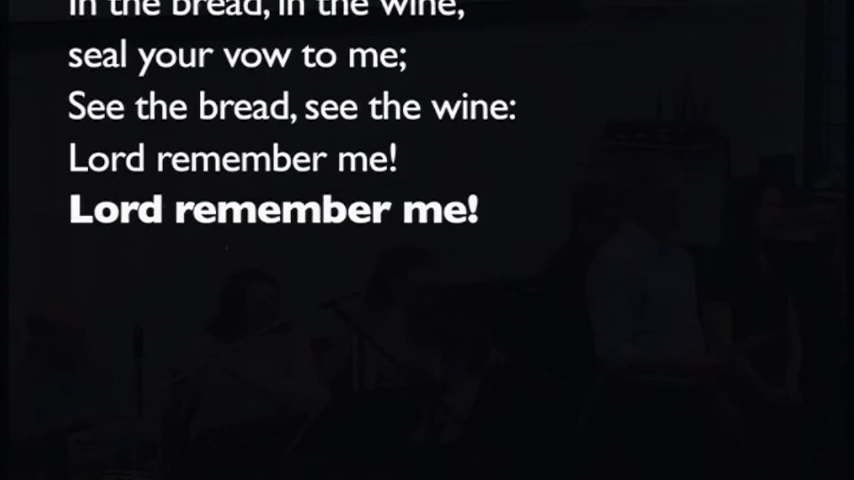 In the bread, in the wine,
seal your vow to me;
See the bread, see the wine:
Lord remember me!
Lord remember me!